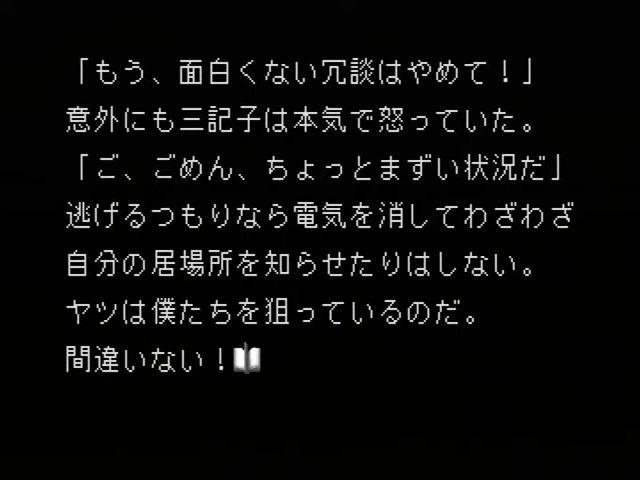 「もう、面白くない冗談はやめて！」
意外にも三記子は本気で怒っていた。
「ご、ごめん、ちょっとまずい状況だ」
逃げるつもりなら電気を消してわざわざ
自分の居場所を知らせたりはしない。
ヤツは僕たちを狙っているのだ。
間違いない！